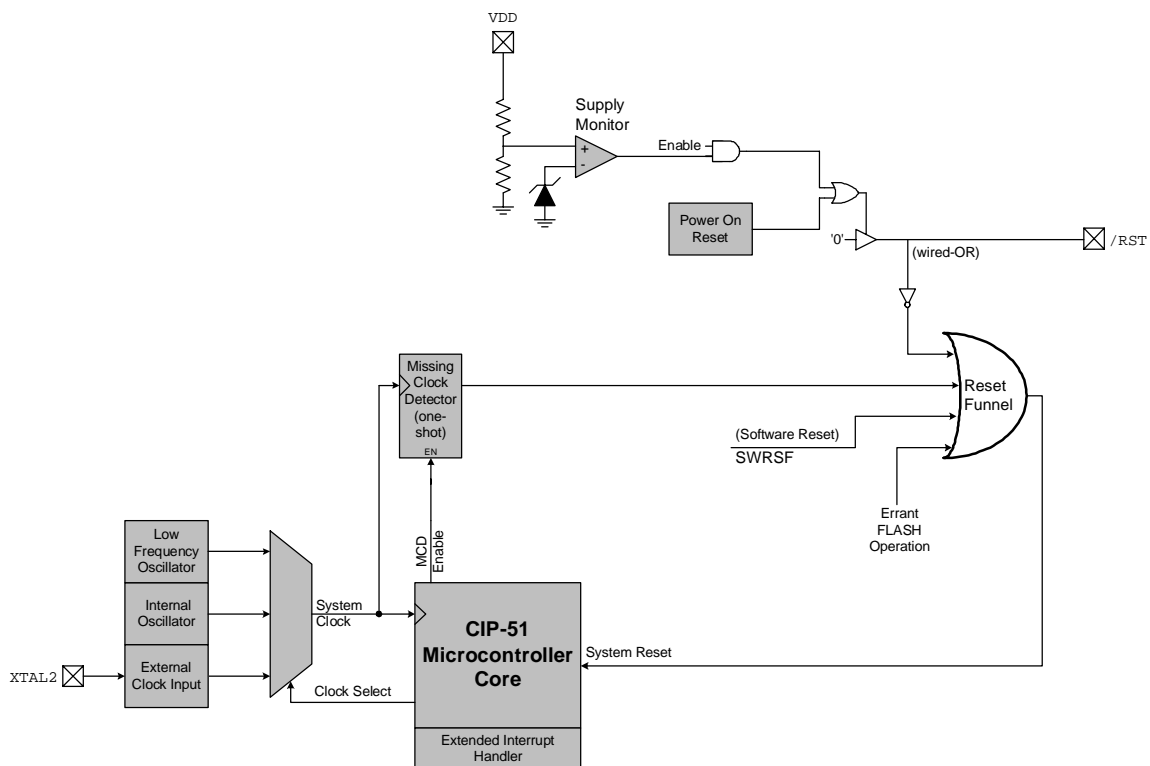 VDD
Supply
Monitor
+
-
Enable
Power On
Reset
'0'
(wired-OR)
/RST
Missing
Clock
Detector
(one-
shot)
EN
Reset
Funnel
(Software Reset)
SWRSF
Errant
FLASH
Operation
MCD
Enable
Low
Frequency
Oscillator
Internal
Oscillator
External
Clock Input
XTAL2
System
Clock
Clock Select
CIP-51
Microcontroller
Core
System Reset
Extended Interrupt
Handler